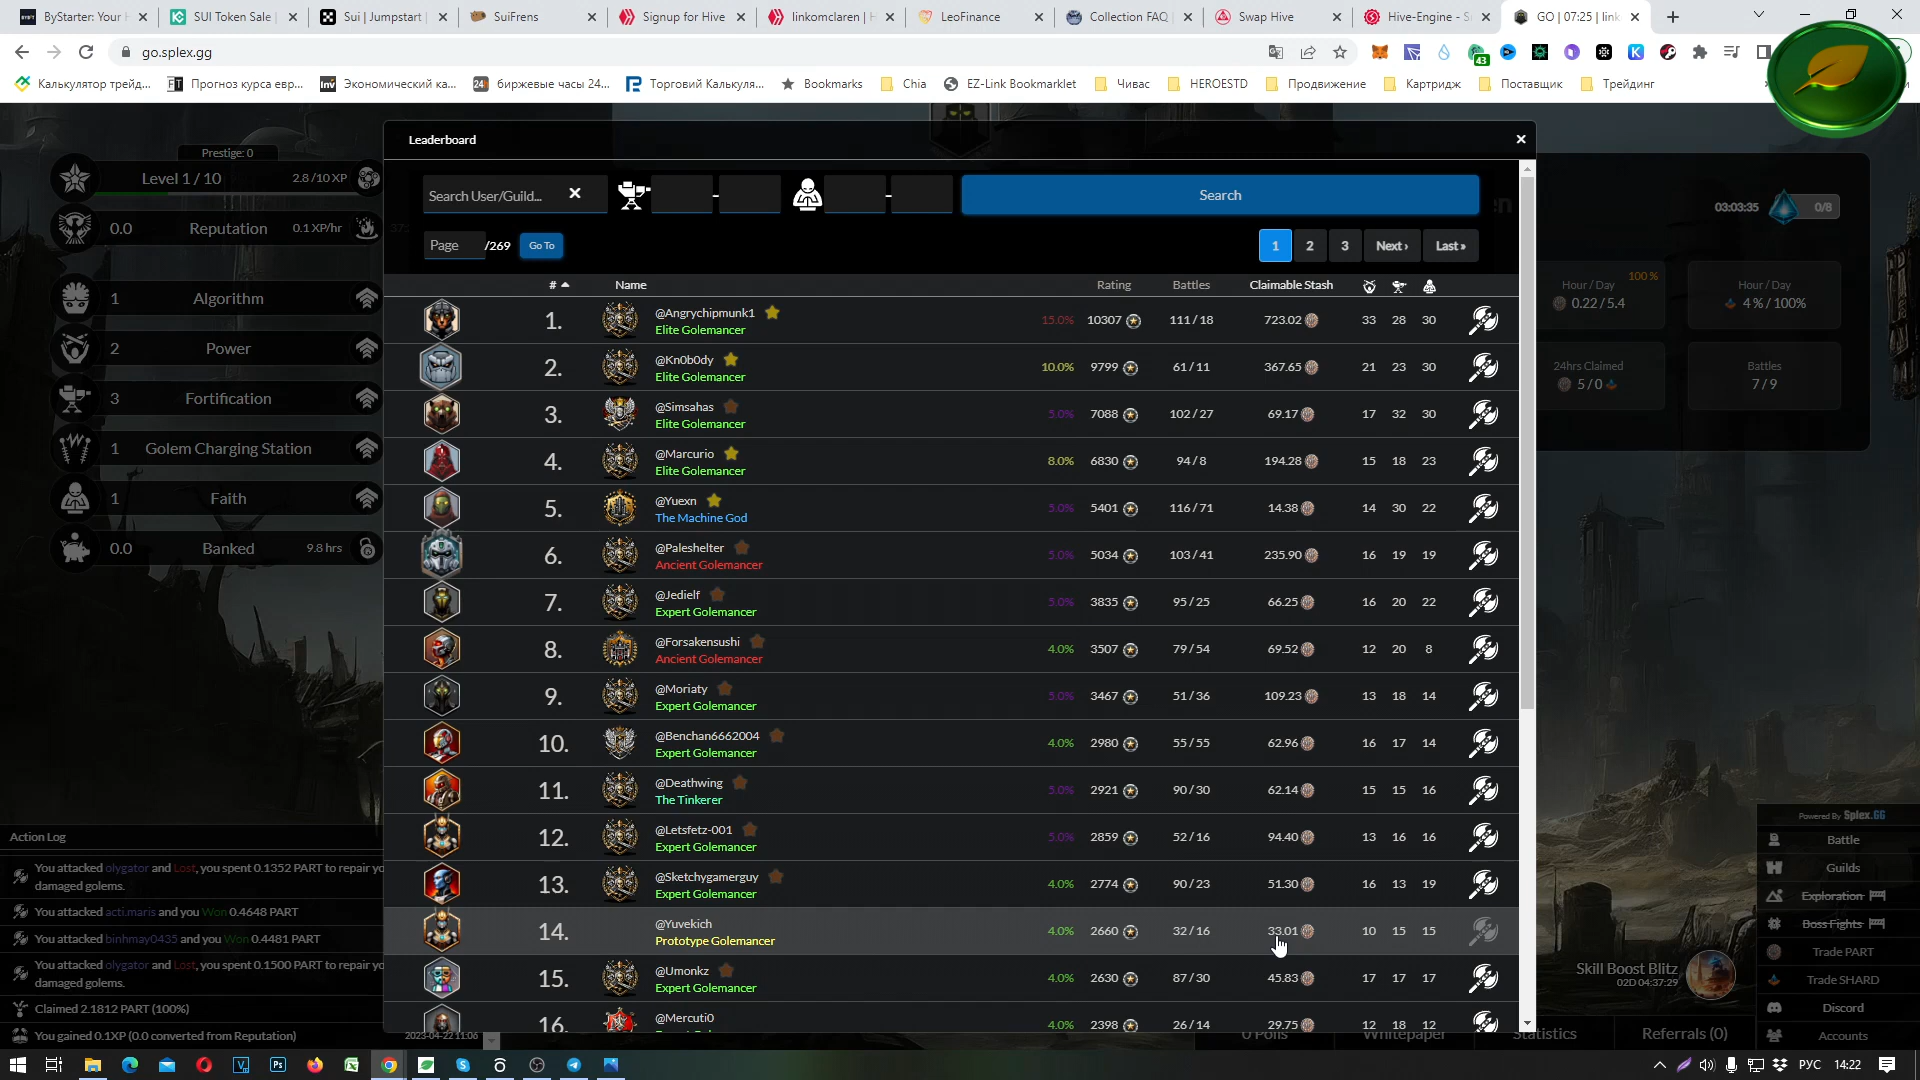 ByStarter: Your H
SUI Token Sale
Sui | Jumpstart
SuiFrens
Signup for Hive
linkomclaren | H
LeoFinance
Collection FAQ
Swap Hive
Hive-Engine - S
GO | 07:25 | link
go.splex.gg
43
Калькулятор трейд...
Прогноз курса евр...
Экономический ка...
биржевые часы 24...
Торговий Калькуля...
Bookmarks
Chia
EZ-Link Bookmarklet
Чивас
HEROESTD
Продвижение
Картридж
Поставщик
Трейдинг
Prestige: 0
Level 1 / 10 2.8 /10 XP
0.0 Reputation 0.1 XP/hr
1 Algorithm
2 Power
3 Fortification
1 Golem Charging Station
1 Faith
0.0 Banked 9.8 hrs
Leaderboard
Search User/Guild...
-
-
Search
Page /269 Go To
1 2 3 Next › Last »
# Name Rating Battles Claimable Stash
1. @Angrychipmunk1 15.0% 10307 111 / 18 723.02 33 28 30
Elite Golemancer
2. @Kn0b0dy 10.0% 9799 61 / 11 367.65 21 23 30
Elite Golemancer
3. @Simsahas 5.0% 7088 102 / 27 69.17 17 32 30
Elite Golemancer
4. @Marcurio 8.0% 6830 94 / 8 194.28 15 18 23
Elite Golemancer
5. @Yuexn 5.0% 5401 116 / 71 14.38 14 30 22
The Machine God
6. @Paleshelter 5.0% 5034 103 / 41 235.90 16 19 19
Ancient Golemancer
7. @Jedielf 5.0% 3835 95 / 25 66.25 16 20 22
Expert Golemancer
8. @Forsakensushi 4.0% 3507 79 / 54 69.52 12 20 8
Ancient Golemancer
9. @Moriaty 5.0% 3467 51 / 36 109.23 13 18 14
Expert Golemancer
10. @Benchan6662004 4.0% 2980 55 / 55 62.96 16 17 14
Expert Golemancer
11. @Deathwing 5.0% 2921 90 / 30 62.14 15 15 16
The Tinkerer
12. @Letsfetz-001 5.0% 2859 52 / 16 94.40 13 16 16
Expert Golemancer
13. @Sketchygamerguy 4.0% 2774 90 / 23 51.30 16 13 19
Expert Golemancer
14. @Yuvekich 4.0% 2660 32 / 16 33.01 10 15 15
Prototype Golemancer
15. @Umonkz 4.0% 2630 87 / 30 45.83 17 17 17
Expert Golemancer
16. @Mercuti0 4.0% 2398 26 / 14 29.75 12 18 12
03:03:35 0/8
100 %
Hour / Day
0.22 / 5.4
Hour / Day
4 % / 100%
24hrs Claimed
5 / 0
Battles
7 / 9
Action Log
You attacked olygator and Lost, you spent 0.1352 PART to repair yo
damaged golems.
You attacked acti.maris and you Won 0.4648 PART
You attacked binhmay0435 and you Won 0.4481 PART
You attacked olygator and Lost, you spent 0.1500 PART to repair yo
damaged golems.
Claimed 2.1812 PART (100%)
You gained 0.1XP (0.0 converted from Reputation)
2023-04-22 11:06
Powered By Splex.GG
Battle
Guilds
Exploration
Boss Fights
Trade PART
Trade SHARD
Discord
Accounts
Skill Boost Blitz
02D 04:37:29
0 Polls
Whitepaper
Statistics
Referrals (0)
РУС 14:22